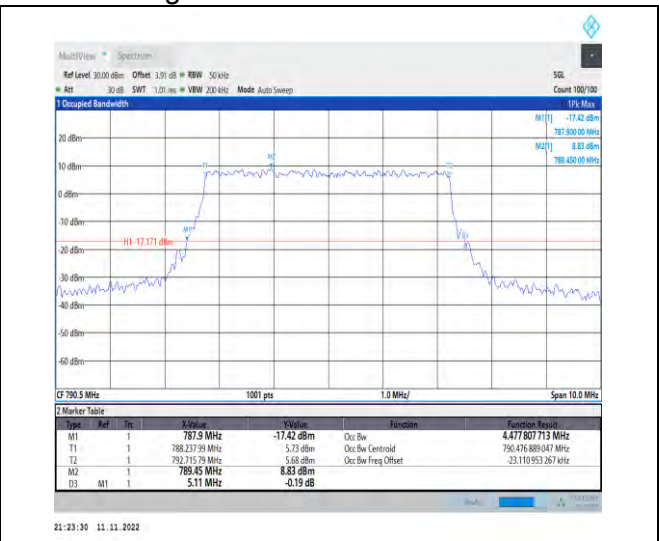 MultiView Spectrum
Ref Level 30.00 dBm Offset 3.91 dB RBW 50 kHz SGL
Att 30 dB SWT 1.01 ms VBW 200 kHz Mode Auto Sweep Count 100/100
1 Occupied Bandwidth 1Pk Max
M1[1] -17.42 dBm
787.900 00 MHz
20 dBm M2[1] 8.83 dBm
M2 789.450 00 MHz
T1 T2
10 dBm
0 dBm
-10 dBm
M1
H1 -17.171 dBm
-20 dBm
-30 dBm
-40 dBm
-50 dBm
-60 dBm
CF 790.5 MHz 1001 pts 1.0 MHz/ Span 10.0 MHz
2 Marker Table
Type Ref Trc X-Value Y-Value Function Function Result
M1 1 787.9 MHz -17.42 dBm Occ Bw 4.477 807 713 MHz
T1 1 788.237 99 MHz 5.73 dBm Occ Bw Centroid 790.476 889 047 MHz
T2 1 792.715 79 MHz 5.68 dBm Occ Bw Freq Offset -23.110 953 267 kHz
M2 1 789.45 MHz 8.83 dBm
D3 M1 1 5.11 MHz -0.19 dB
21:23:30 11.11.2022